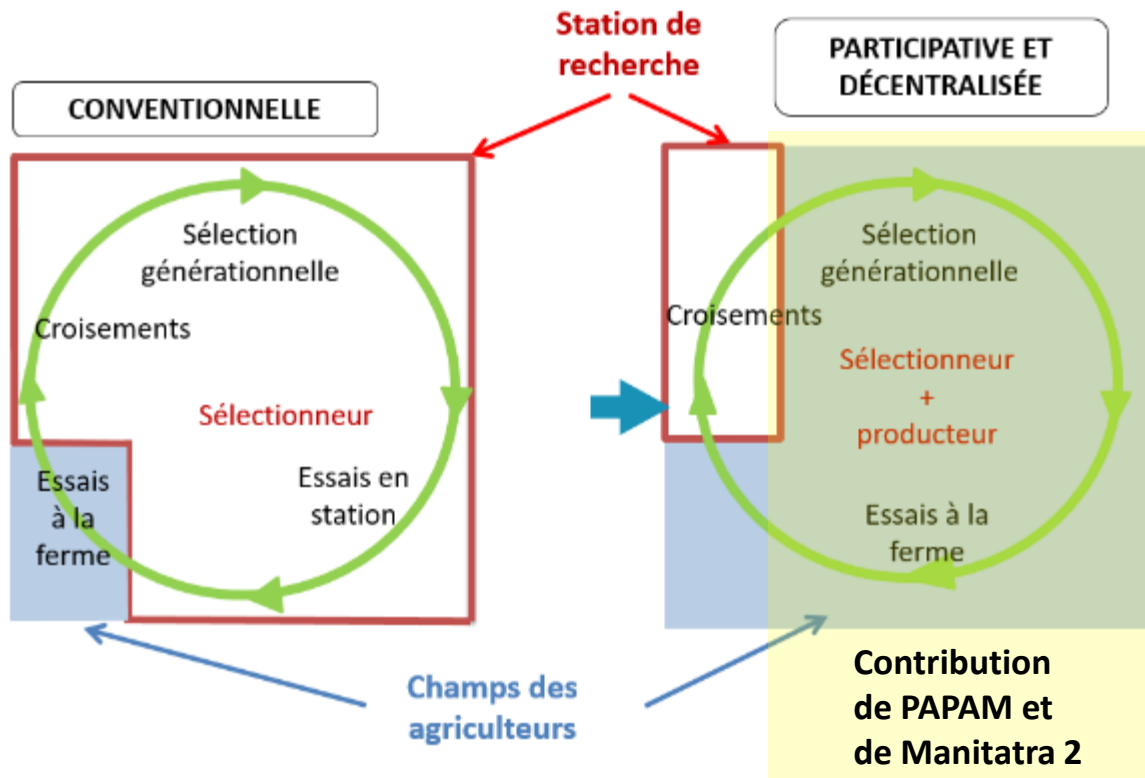 Station de
recherche
CONVENTIONNELLE
Sélection
générationnelle
Croisements
Sélectionneur
Essais en
station
Essais
à la
ferme
PARTICIPATIVE ET
DÉCENTRALISÉE
Sélection
générationnelle
Croisements
Sélectionneur
+
producteur
Essais à la
ferme
Champs des
agriculteurs
Contribution
de PAPAM et
de Manitatra 2